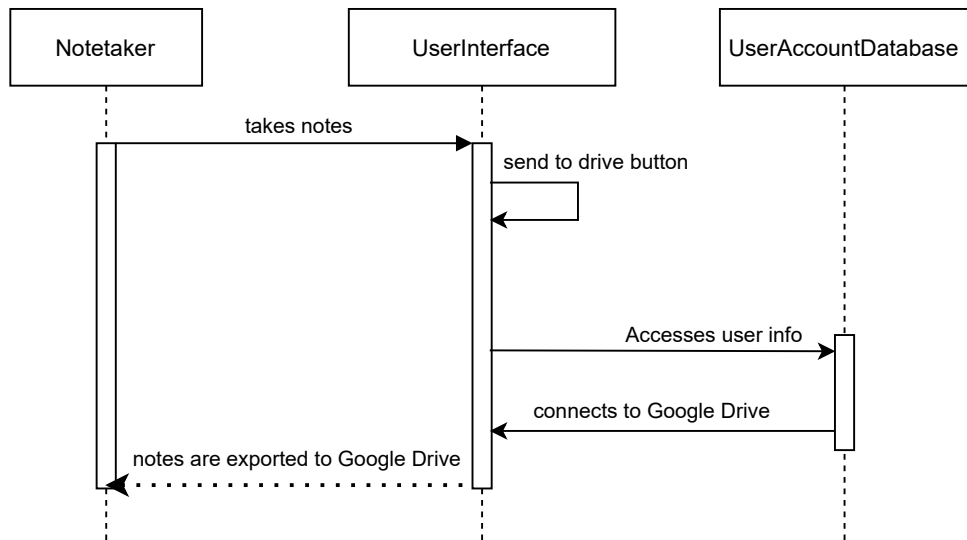 Notetaker
UserInterface
UserAccountDatabase
takes notes
send to drive button
Accesses user info
connects to Google Drive
notes are exported to Google Drive